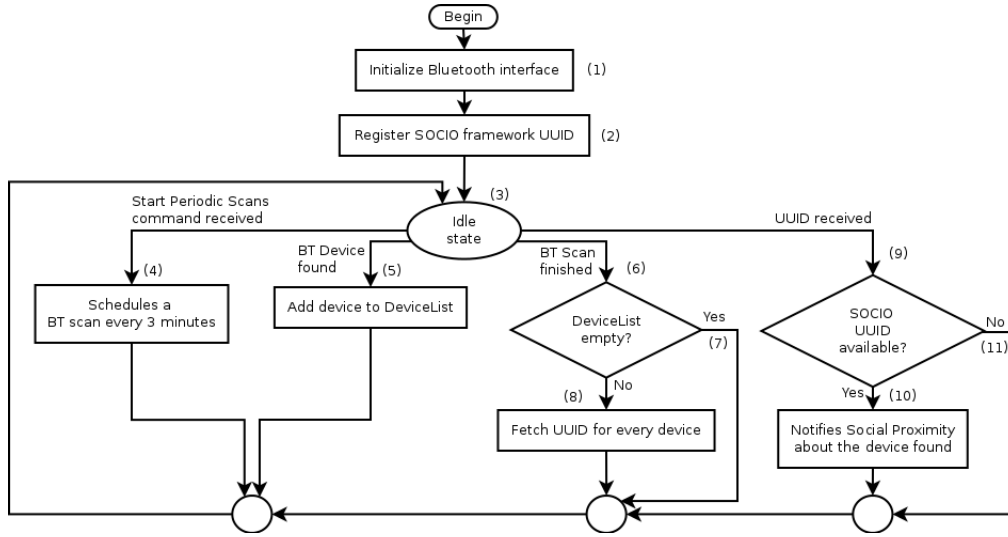 Begin
Initialize Bluetooth interface
(1)
Register SOCIO framework UUID
(2)
(3)
Idle
state
Start Periodic Scans
command received
(4)
Schedules a
BT scan every 3 minutes
BT Device
found
(5)
Add device to DeviceList
BT Scan
finished
(6)
DeviceList
empty?
Yes
(7)
No
(8)
Fetch UUID for every device
UUID received
(9)
SOCIO
UUID
available?
No
(11)
Yes
(10)
Notifies Social Proximity
about the device found